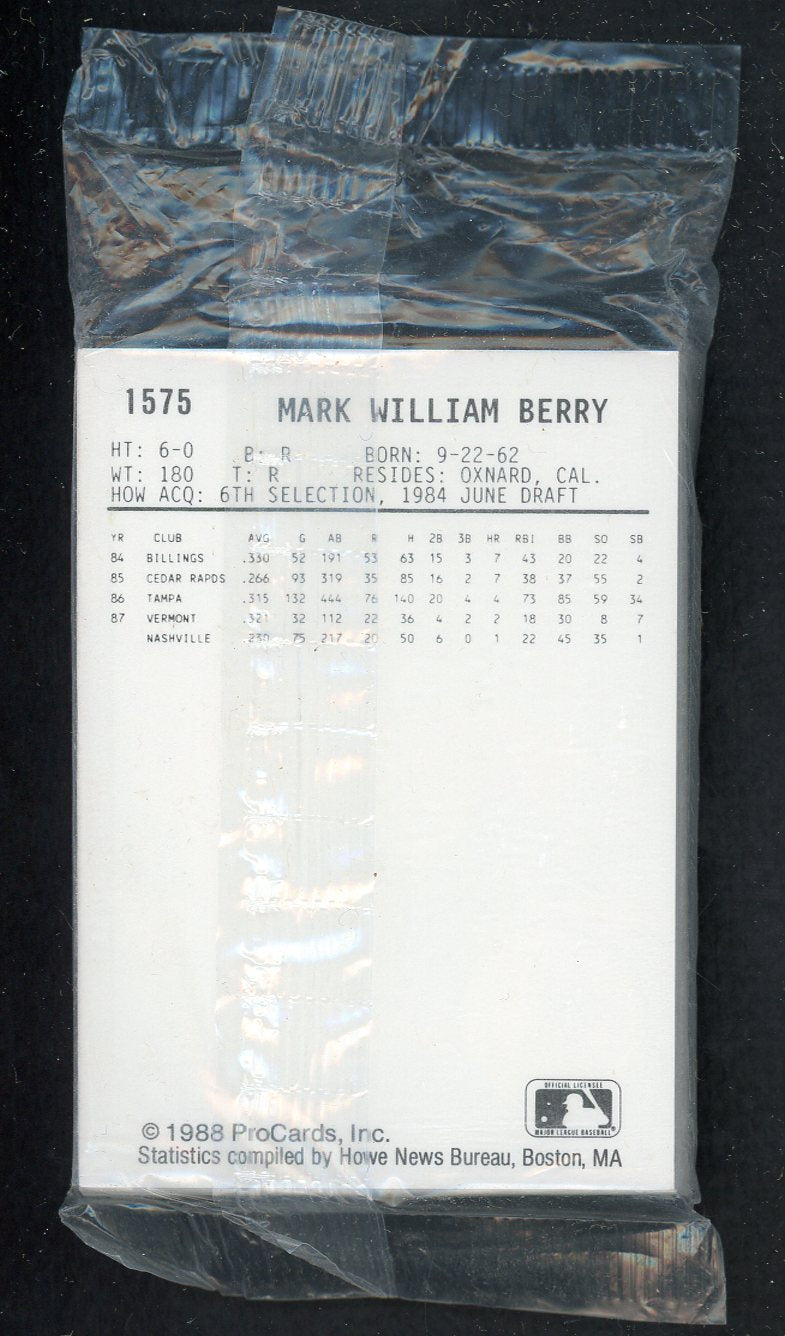 1575 MARK WILLIAM BERRY
HT: 6-0 B: R BORN: 9-22-62
WT: 180 T: R RESIDES: OXNARD, CAL.
HOW ACQ: 6TH SELECTION, 1984 JUNE DRAFT
YR CLUB AVG G AB R H 2B 3B HR RBI BB SO SB
84 BILLINGS .330 52 191 53 63 15 3 7 43 20 22 4
85 CEDAR RAPDS .266 93 319 35 85 16 2 7 38 37 55 2
86 TAMPA .315 132 444 76 140 20 4 4 73 85 59 34
87 VERMONT .321 32 112 22 36 4 2 2 18 30 8 7
NASHVILLE .230 75 217 20 50 6 0 1 22 45 35 1
OFFICIAL LICENSEE
MAJOR LEAGUE BASEBALL®
© 1988 ProCards, Inc.
Statistics compiled by Howe News Bureau, Boston, MA